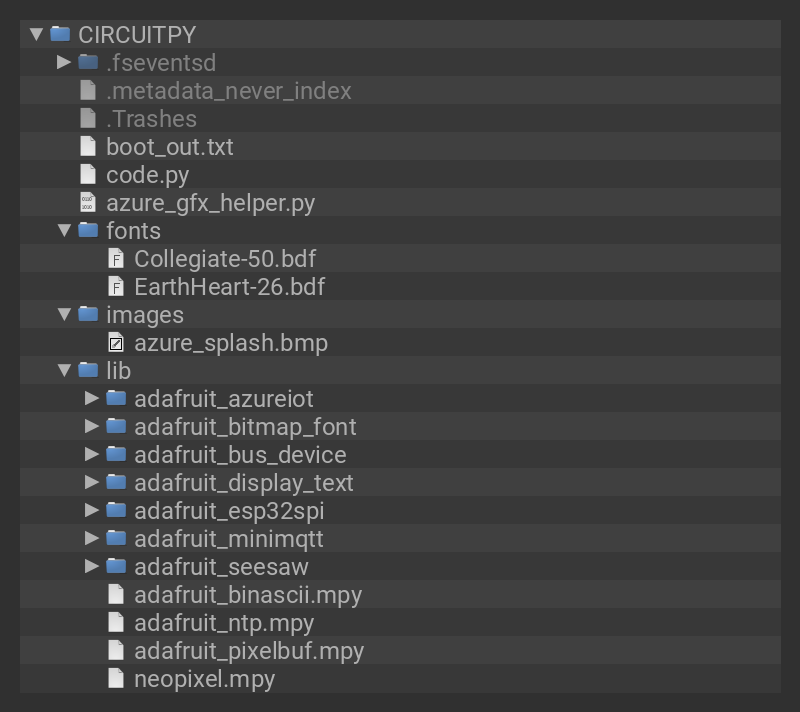 CIRCUITPY
.fseventsd
.metadata_never_index
.Trashes
boot_out.txt
code.py
azure_gfx_helper.py
fonts
Collegiate-50.bdf
EarthHeart-26.bdf
images
azure_splash.bmp
lib
adafruit_azureiot
adafruit_bitmap_font
adafruit_bus_device
adafruit_display_text
adafruit_esp32spi
adafruit_minimqtt
adafruit_seesaw
adafruit_binascii.mpy
adafruit_ntp.mpy
adafruit_pixelbuf.mpy
neopixel.mpy